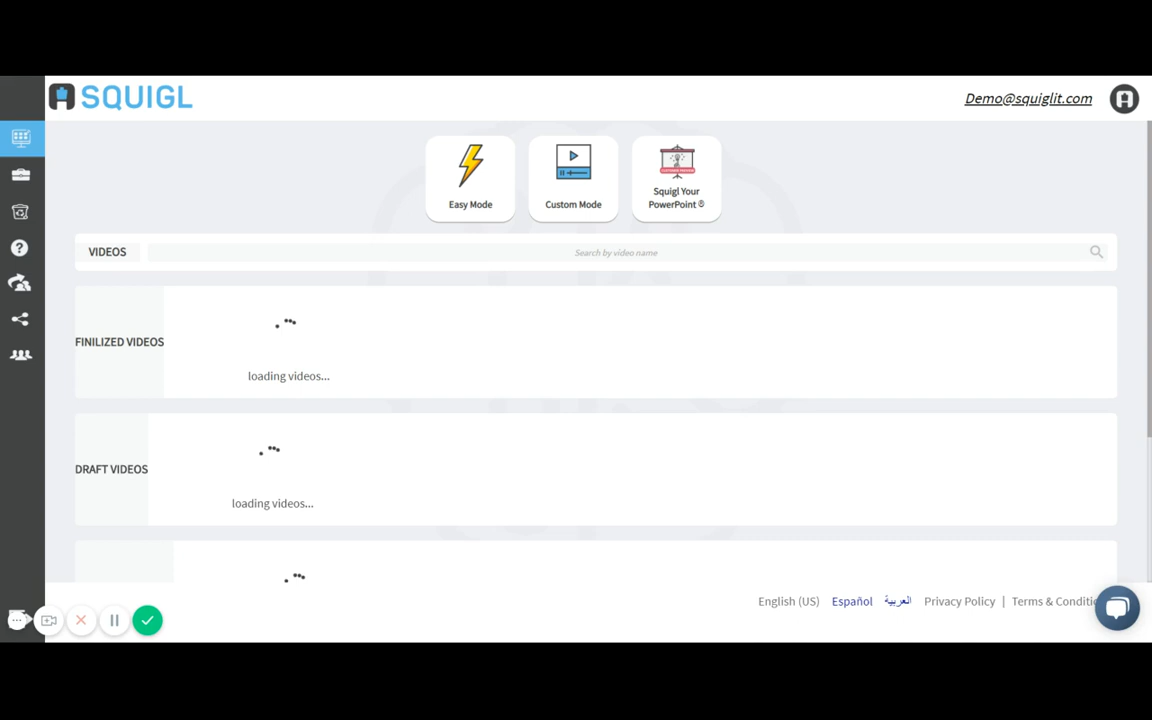 SQUIGL
Demo@squiglit.com
Easy Mode
Custom Mode
Squigl Your
PowerPoint ®
VIDEOS
Search by video name
FINILIZED VIDEOS
loading videos...
DRAFT VIDEOS
loading videos...
English (US) Español العربية Privacy Policy | Terms & Conditio